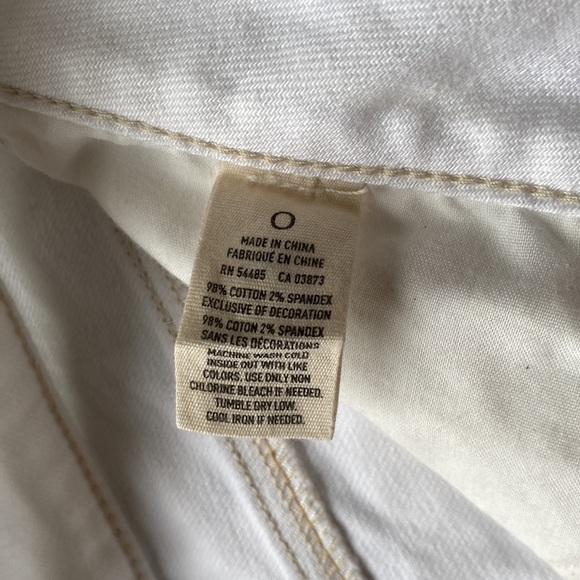 0
MADE IN CHINA
FABRIQUÉ EN CHINE
RN 54485 CA 03873
98% COTTON 2% SPANDEX
EXCLUSIVE OF DECORATION
98% COTON 2% SPANDEX
SANS LES DÉCORATIONS
MACHINE WASH COLD
INSIDE OUT WITH LIKE
COLORS. USE ONLY NON
CHLORINE BLEACH IF NEEDED.
TUMBLE DRY LOW.
COOL IRON IF NEEDED.